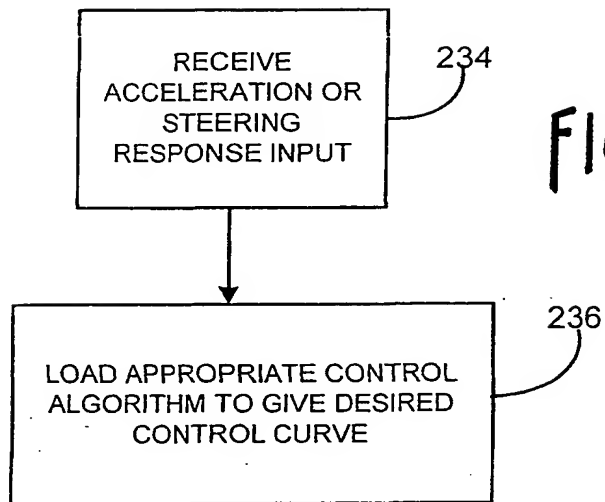 RECEIVE
ACCELERATION OR
STEERING
RESPONSE INPUT
234
LOAD APPROPRIATE CONTROL
ALGORITHM TO GIVE DESIRED
CONTROL CURVE
236